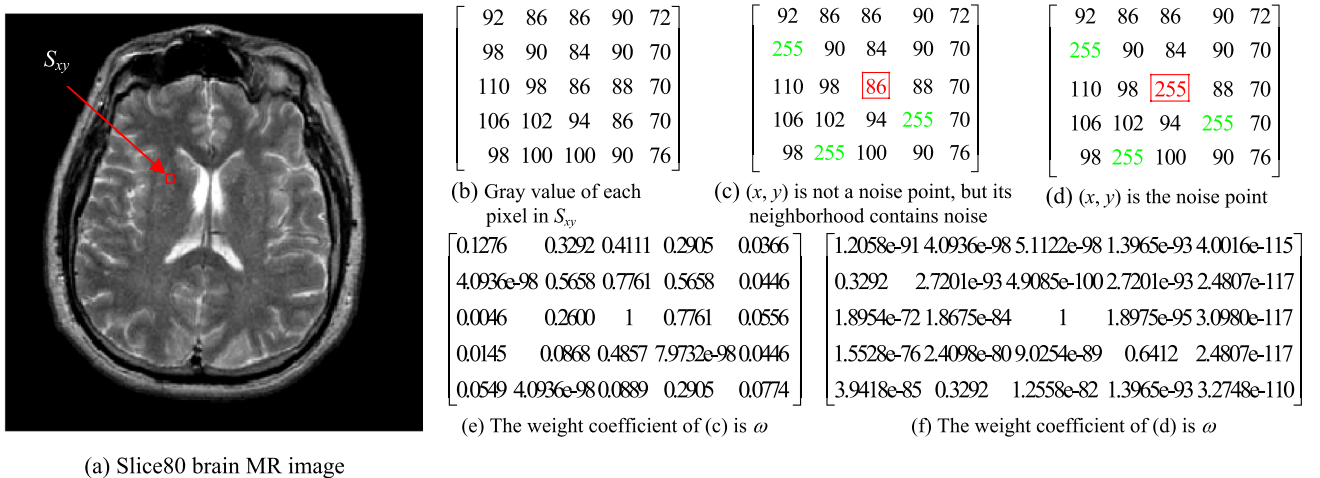 S_xy
(a) Slice80 brain MR image
92 86 86 90 72
98 90 84 90 70
110 98 86 88 70
106 102 94 86 70
98 100 100 90 76
(b) Gray value of each
pixel in S_xy
92 86 86 90 72
255 90 84 90 70
110 98 86 88 70
106 102 94 255 70
98 255 100 90 76
(c) (x, y) is not a noise point, but its
neighborhood contains noise
92 86 86 90 72
255 90 84 90 70
110 98 255 88 70
106 102 94 255 70
98 255 100 90 76
(d) (x, y) is the noise point
0.1276 0.3292 0.4111 0.2905 0.0366
4.0936e-98 0.5658 0.7761 0.5658 0.0446
0.0046 0.2600 1 0.7761 0.0556
0.0145 0.0868 0.4857 7.9732e-98 0.0446
0.0549 4.0936e-98 0.0889 0.2905 0.0774
(e) The weight coefficient of (c) is ω
1.2058e-91 4.0936e-98 5.1122e-98 1.3965e-93 4.0016e-115
0.3292 2.7201e-93 4.9085e-100 2.7201e-93 2.4807e-117
1.8954e-72 1.8675e-84 1 1.8975e-95 3.0980e-117
1.5528e-76 2.4098e-80 9.0254e-89 0.6412 2.4807e-117
3.9418e-85 0.3292 1.2558e-82 1.3965e-93 3.2748e-110
(f) The weight coefficient of (d) is ω